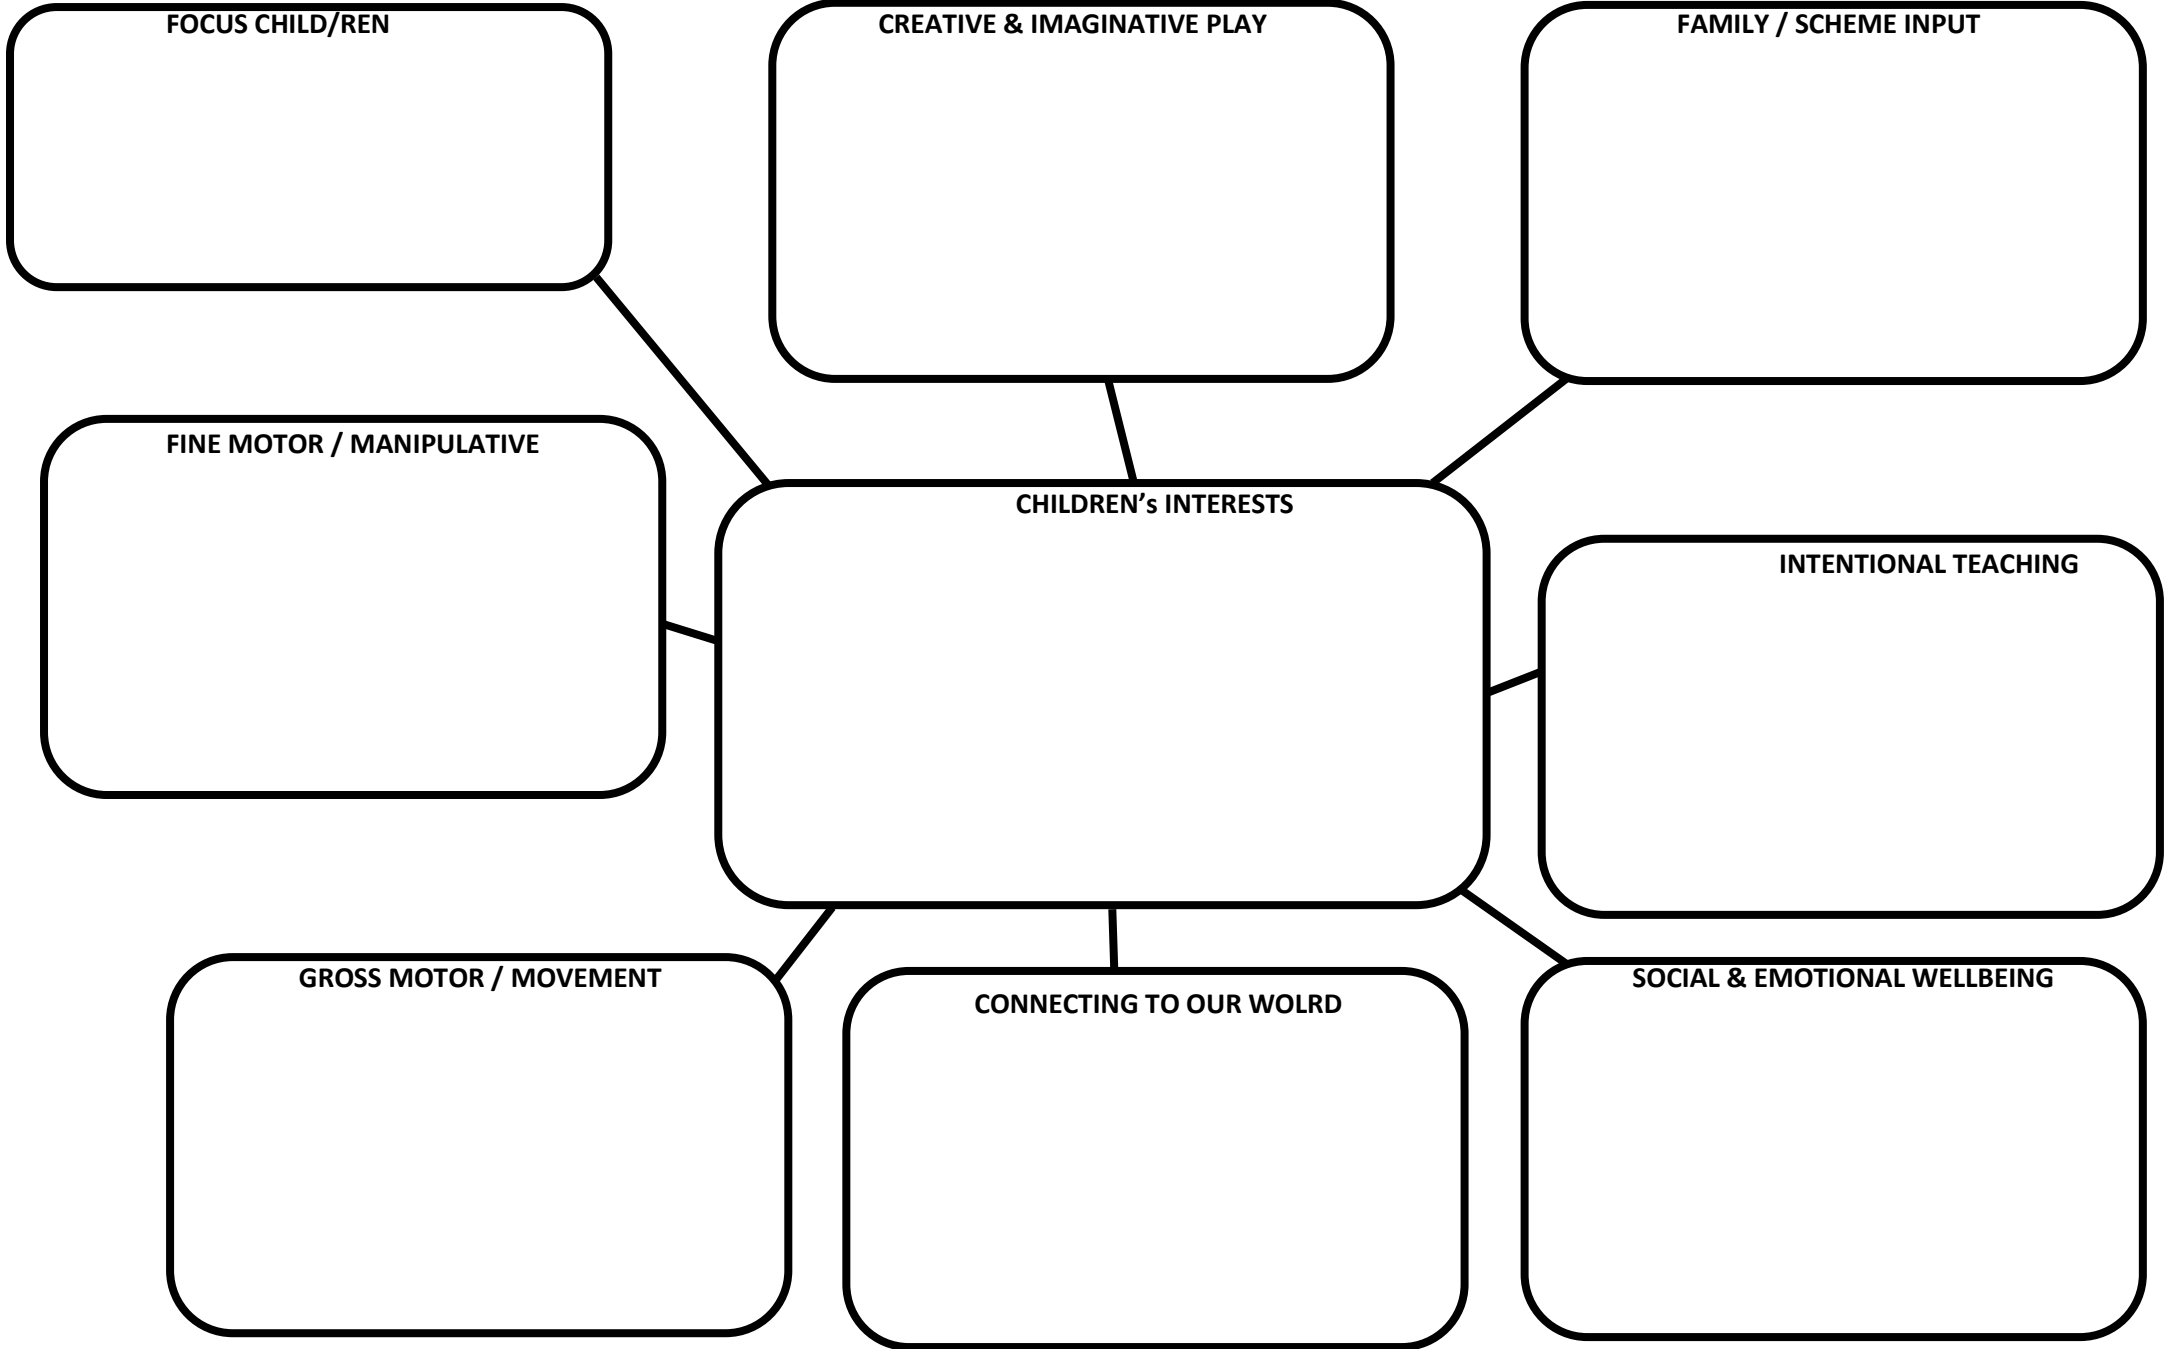 FOCUS CHILD/REN
CREATIVE & IMAGINATIVE PLAY
FAMILY / SCHEME INPUT
FINE MOTOR / MANIPULATIVE
CHILDREN's INTERESTS
INTENTIONAL TEACHING
GROSS MOTOR / MOVEMENT
CONNECTING TO OUR WOLRD
SOCIAL & EMOTIONAL WELLBEING